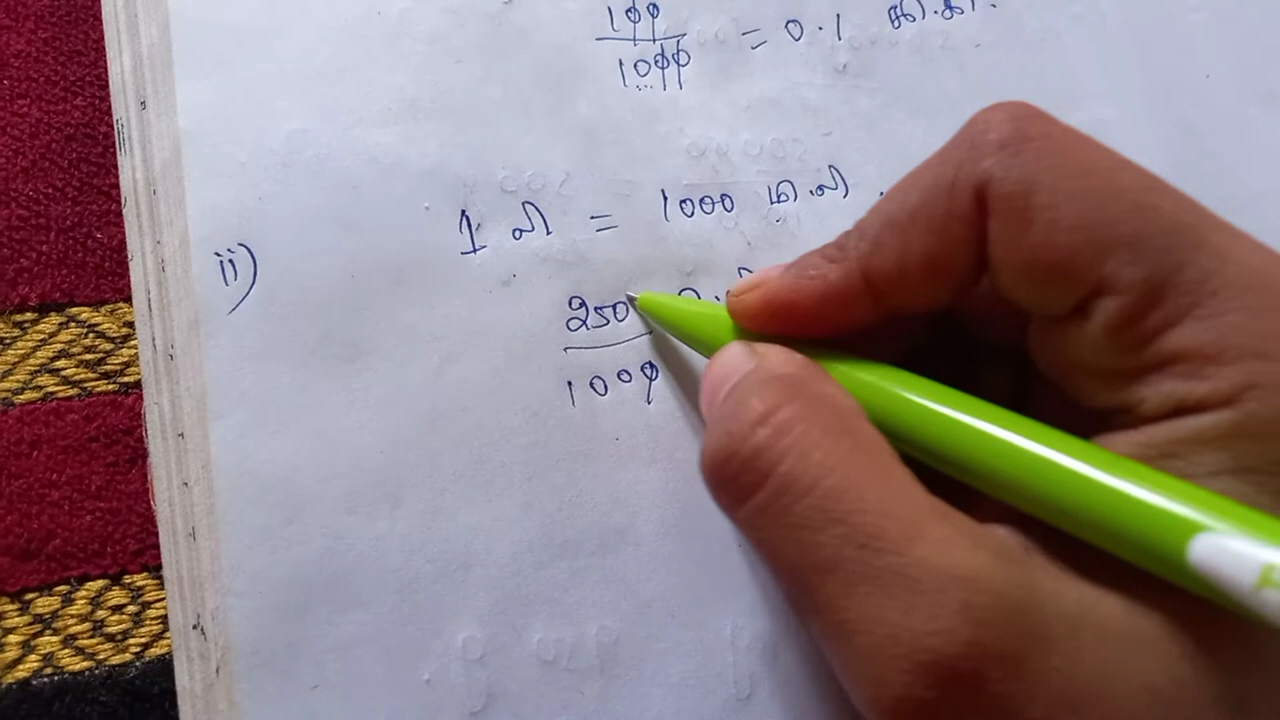 100/1000 = 0.1 கி.கி.
ii) 1 லி = 1000 மி.லி.
250
1000